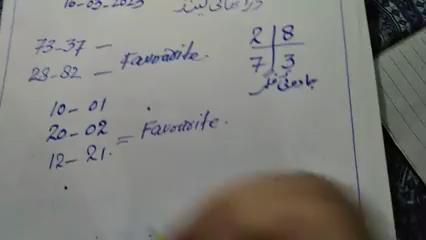 10-03-2023
73-37 — Favourite.
28-82 —
2 8
7 3
10 - 01
20 - 02
12 - 21. = Favourite.